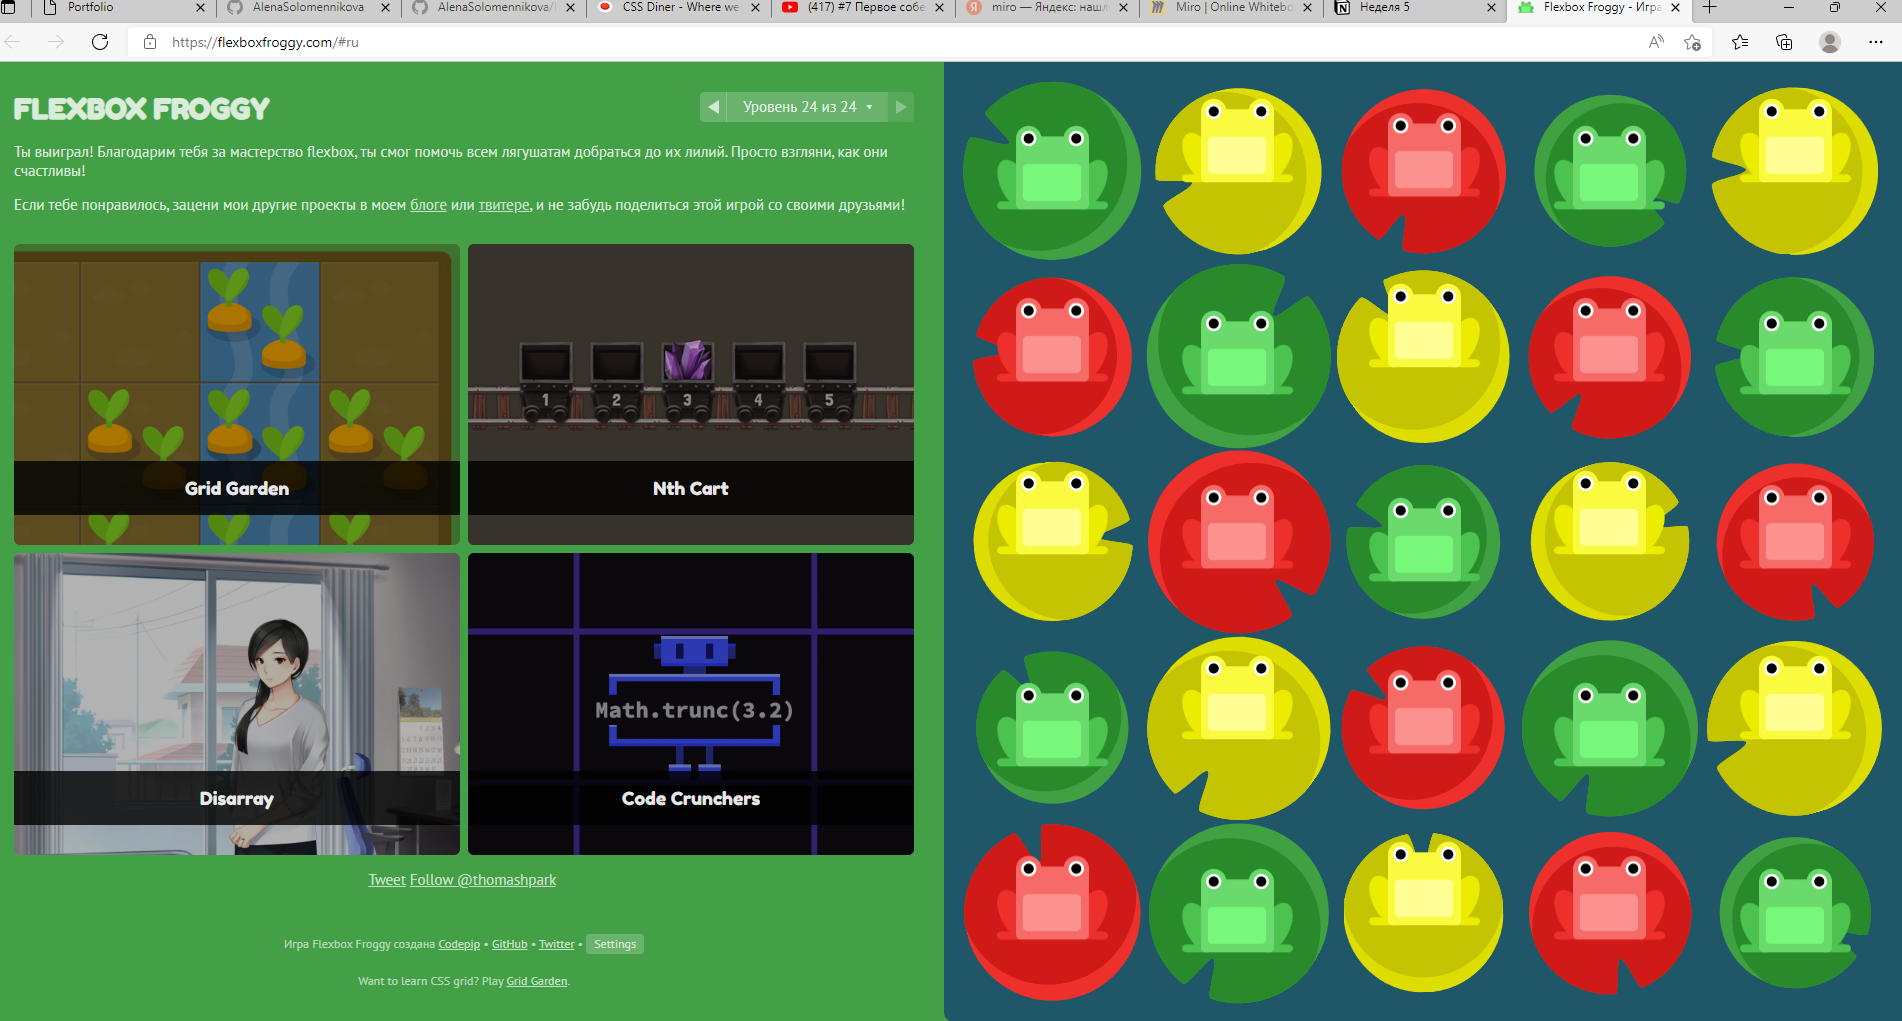 Portfolio
AlenaSolomennikova
AlenaSolomennikova/
CSS Diner - Where we
(417) #7 Первое собе
miro — Яндекс: нашл
Miro | Online Whitebo
Неделя 5
Flexbox Froggy - Игра
https://flexboxfroggy.com/#ru
FLEXBOX FROGGY
Уровень 24 из 24
Ты выиграл! Благодарим тебя за мастерство flexbox, ты смог помочь всем лягушатам добраться до их лилий. Просто взгляни, как они
счастливы!
Если тебе понравилось, зацени мои другие проекты в моем блоге или твитере, и не забудь поделиться этой игрой со своими друзьями!
1 2 3 4 5
Grid Garden
Nth Cart
Math.trunc(3.2)
Disarray
Code Crunchers
Tweet Follow @thomashpark
Игра Flexbox Froggy создана Codepip • GitHub • Twitter • Settings
Want to learn CSS grid? Play Grid Garden.